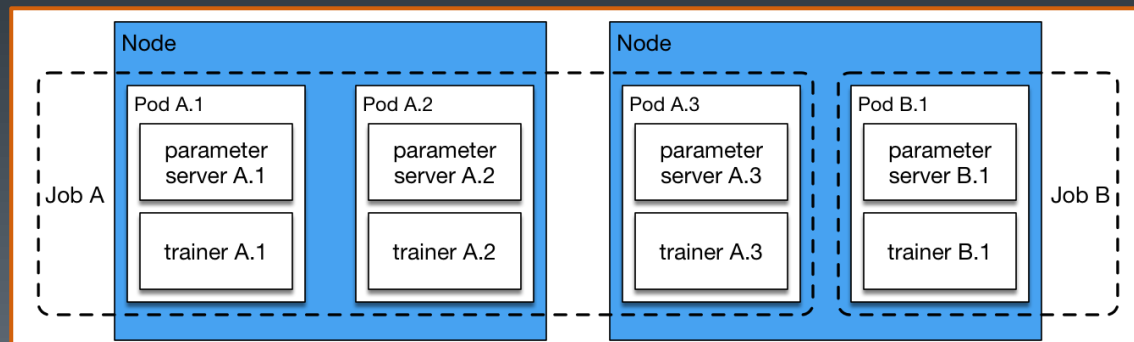 Node
Node
Pod A.1
Pod A.2
Pod A.3
Pod B.1
parameter
server A.1
parameter
server A.2
parameter
server A.3
parameter
server B.1
Job A
Job B
trainer A.1
trainer A.2
trainer A.3
trainer B.1